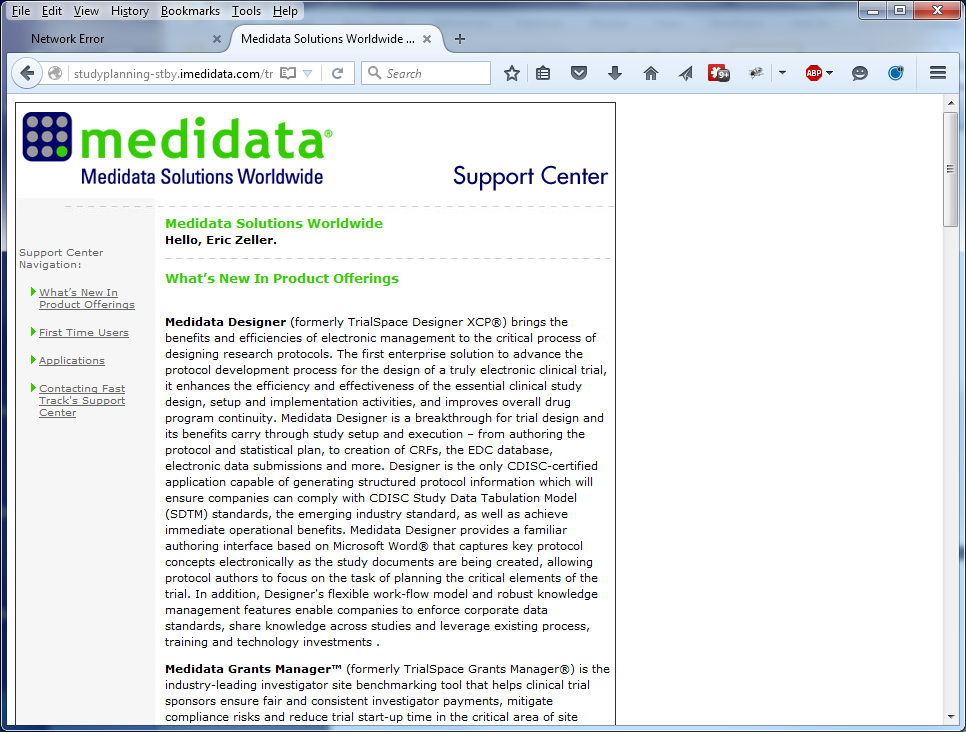 File Edit View History Bookmarks Tools Help
Network Error
Medidata Solutions Worldwide ...
studyplanning-stby.imedidata.com/tr
Search
9+
ABP
medidata®
Medidata Solutions Worldwide
Support Center
Medidata Solutions Worldwide
Hello, Eric Zeller.
Support Center
Navigation:
What's New In
Product Offerings
First Time Users
Applications
Contacting Fast
Track's Support
Center
What's New In Product Offerings
Medidata Designer (formerly TrialSpace Designer XCP®) brings the
benefits and efficiencies of electronic management to the critical process of
designing research protocols. The first enterprise solution to advance the
protocol development process for the design of a truly electronic clinical trial,
it enhances the efficiency and effectiveness of the essential clinical study
design, setup and implementation activities, and improves overall drug
program continuity. Medidata Designer is a breakthrough for trial design and
its benefits carry through study setup and execution – from authoring the
protocol and statistical plan, to creation of CRFs, the EDC database,
electronic data submissions and more. Designer is the only CDISC-certified
application capable of generating structured protocol information which will
ensure companies can comply with CDISC Study Data Tabulation Model
(SDTM) standards, the emerging industry standard, as well as achieve
immediate operational benefits. Medidata Designer provides a familiar
authoring interface based on Microsoft Word® that captures key protocol
concepts electronically as the study documents are being created, allowing
protocol authors to focus on the task of planning the critical elements of the
trial. In addition, Designer's flexible work-flow model and robust knowledge
management features enable companies to enforce corporate data
standards, share knowledge across studies and leverage existing process,
training and technology investments .
Medidata Grants Manager™ (formerly TrialSpace Grants Manager®) is the
industry-leading investigator site benchmarking tool that helps clinical trial
sponsors ensure fair and consistent investigator payments, mitigate
compliance risks and reduce trial start-up time in the critical area of site